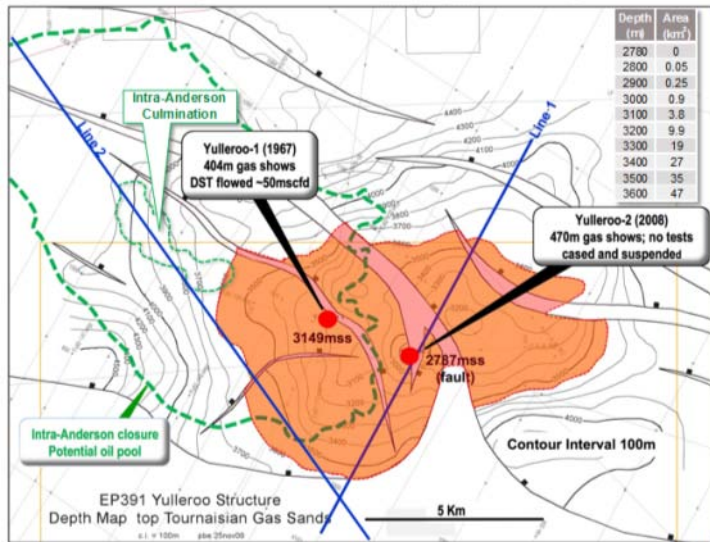 Depth Area
(m) (km²)
2780 0
2800 0.05
2900 0.25
3000 0.9
3100 3.8
3200 9.9
3300 19
3400 27
3500 35
3600 47
Intra-Anderson
Culmination
Line 2
Line-1
Yulleroo-1 (1967)
404m gas shows
DST flowed ~50mscfd
Yulleroo-2 (2008)
470m gas shows; no tests
cased and suspended
4400
4300
4200
4100
4000
3900
3700
3149mss
2787mss
(fault)
Intra-Anderson closure
Potential oil pool
Contour Interval 100m
EP391 Yulleroo Structure
Depth Map top Tournaisian Gas Sands
c.i. = 100m pbe 25nov08
5 Km